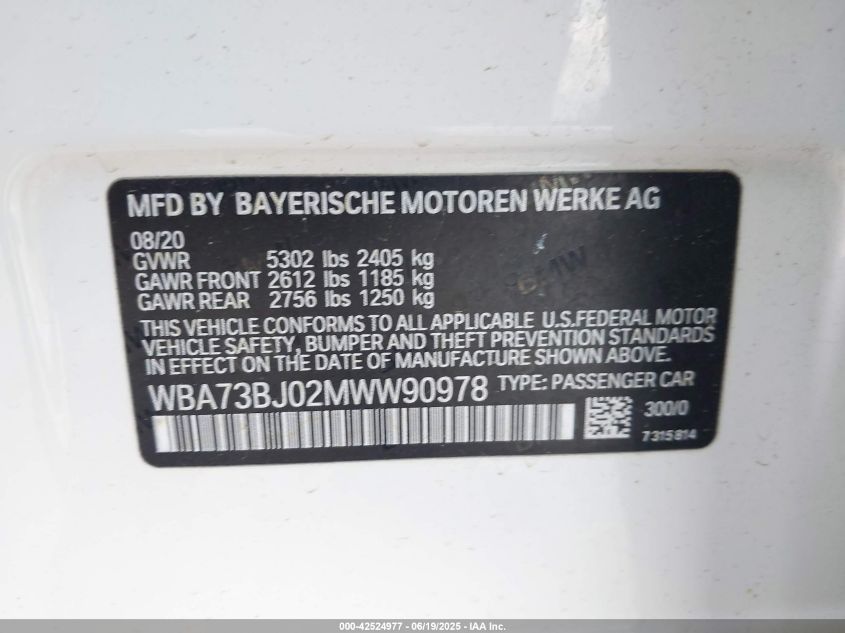 MFD BY BAYERISCHE MOTOREN WERKE AG
08/20
GVWR 5302 lbs 2405 kg
GAWR FRONT 2612 lbs 1185 kg
GAWR REAR 2756 lbs 1250 kg
THIS VEHICLE CONFORMS TO ALL APPLICABLE U.S.FEDERAL MOTOR
VEHICLE SAFETY, BUMPER AND THEFT PREVENTION STANDARDS
IN EFFECT ON THE DATE OF MANUFACTURE.
WBA73BJ02MWW90978 TYPE: PASSENGER CAR
300/0
7315814
000-42524977 - 06/19/2025 - IAA Inc.